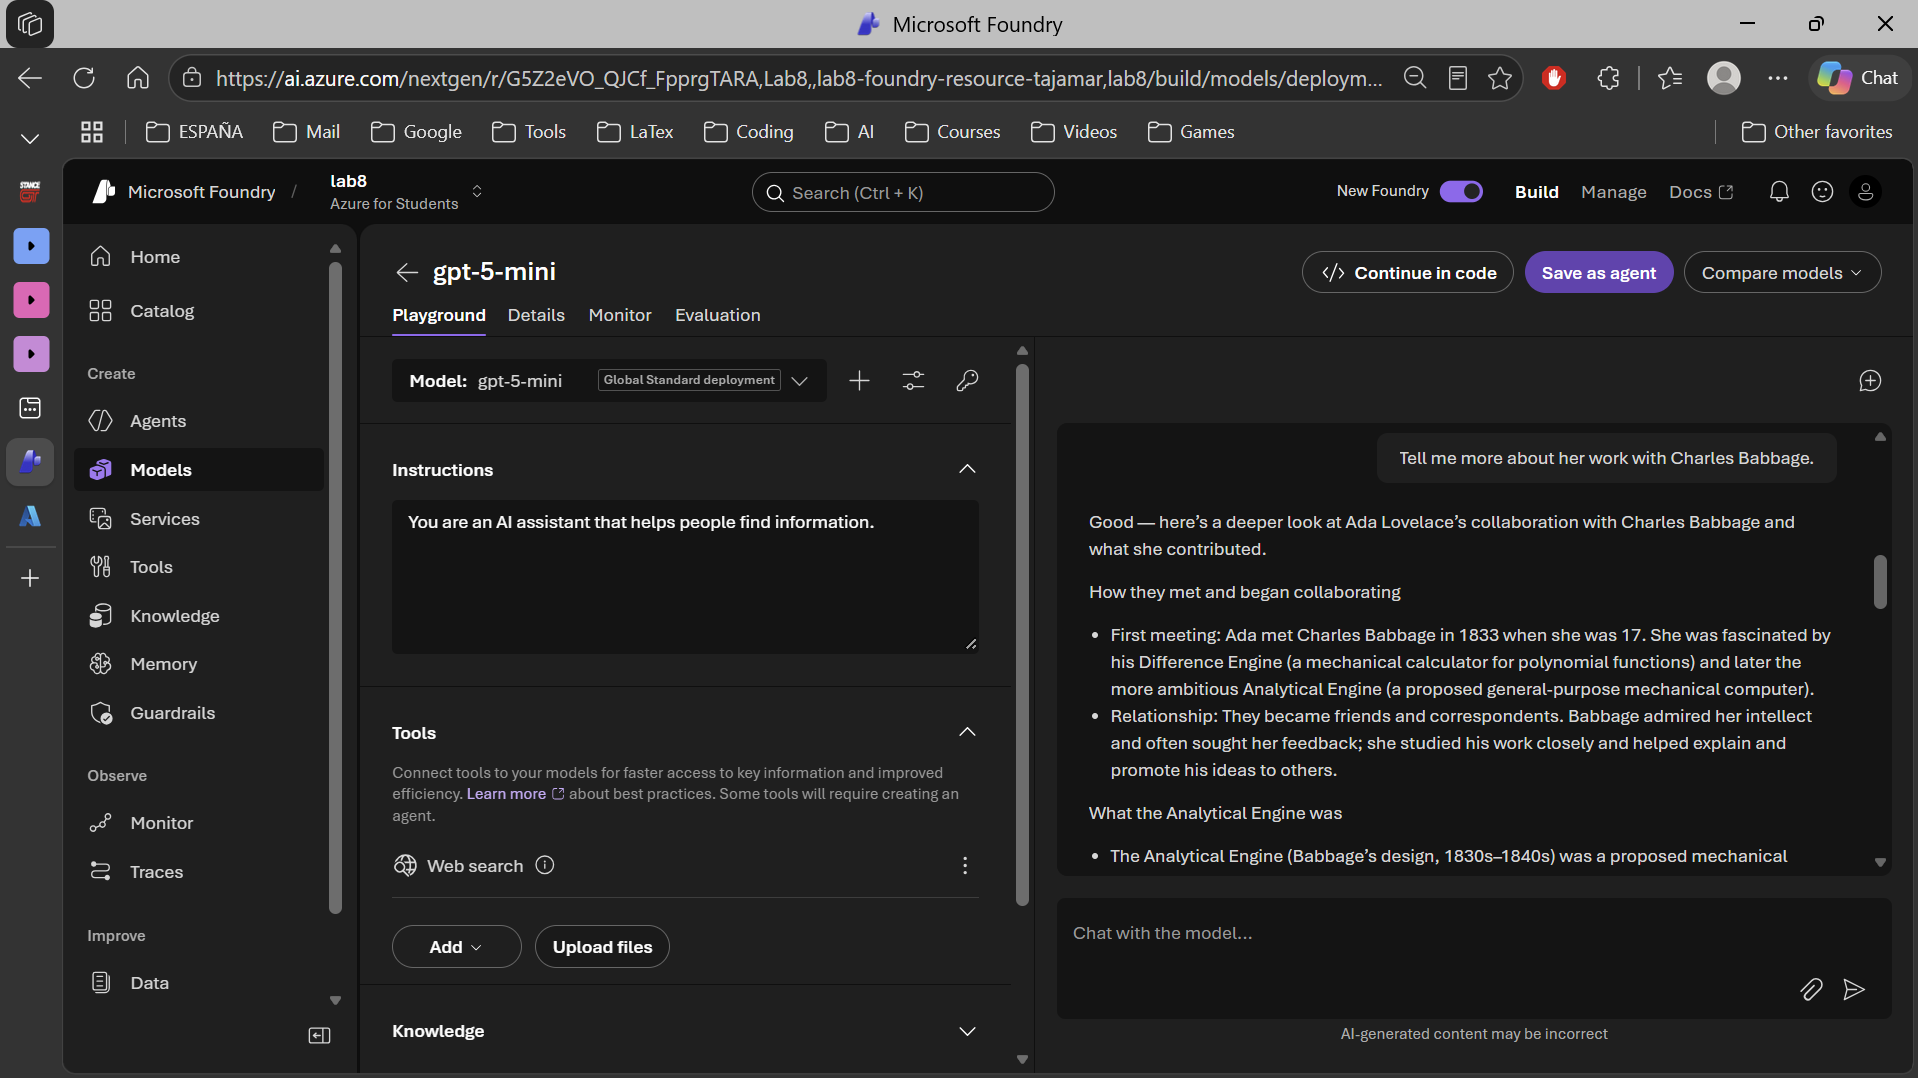 Microsoft Foundry
https://ai.azure.com/nextgen/r/G5Z2eVO_QJCf_FpprgTARA,Lab8,,lab8-foundry-resource-tajamar,lab8/build/models/deploym...
Chat
ESPAÑA
Mail
Google
Tools
LaTex
Coding
AI
Courses
Videos
Games
Other favorites
STANCE
Microsoft Foundry /
lab8
Azure for Students
Search (Ctrl + K)
New Foundry
Build
Manage
Docs
Home
Catalog
Create
Agents
Models
Services
Tools
Knowledge
Memory
Guardrails
Observe
Monitor
Traces
Improve
Data
gpt-5-mini
</> Continue in code
Save as agent
Compare models
Playground
Details
Monitor
Evaluation
Model: gpt-5-mini
Global Standard deployment
Instructions
You are an AI assistant that helps people find information.
Tools
Connect tools to your models for faster access to key information and improved
efficiency. Learn more about best practices. Some tools will require creating an
agent.
Web search
Add
Upload files
Knowledge
Tell me more about her work with Charles Babbage.
Good — here’s a deeper look at Ada Lovelace’s collaboration with Charles Babbage and
what she contributed.
How they met and began collaborating
• First meeting: Ada met Charles Babbage in 1833 when she was 17. She was fascinated by
his Difference Engine (a mechanical calculator for polynomial functions) and later the
more ambitious Analytical Engine (a proposed general-purpose mechanical computer).
• Relationship: They became friends and correspondents. Babbage admired her intellect
and often sought her feedback; she studied his work closely and helped explain and
promote his ideas to others.
What the Analytical Engine was
• The Analytical Engine (Babbage’s design, 1830s–1840s) was a proposed mechanical
Chat with the model...
AI-generated content may be incorrect